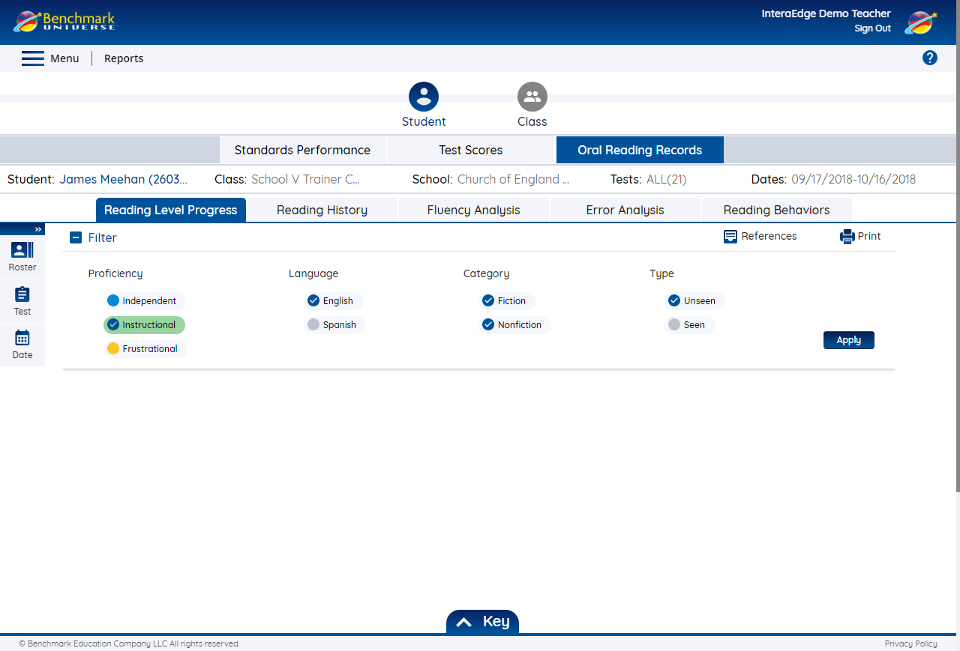 Benchmark
UNIVERSE
InteraEdge Demo Teacher
Sign Out
Menu
Reports
?
Student
Class
Standards Performance
Test Scores
Oral Reading Records
Student: James Meehan (2603...
Class: School V Trainer C...
School: Church of England ...
Tests: ALL(21)
Dates: 09/17/2018-10/16/2018
Reading Level Progress
Reading History
Fluency Analysis
Error Analysis
Reading Behaviors
»
Roster
Test
Date
Filter
References
Print
Proficiency
Independent
Instructional
Frustrational
Language
English
Spanish
Category
Fiction
Nonfiction
Type
Unseen
Seen
Apply
Key
© Benchmark Education Company LLC All rights reserved.
Privacy Policy